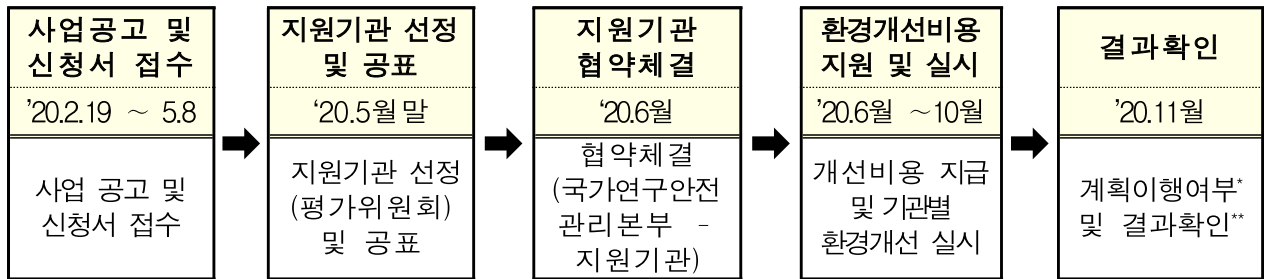 사업공고 및
신청서 접수
'20.2.19 ~ 5.8
사업 공고 및
신청서 접수
지원기관 선정
및 공표
‘20.5월 말
지원기관 선정
(평가위원회)
및 공표
지원기관
협약체결
‘20.6월
협약체결
(국가연구안전
관리본부 -
지원기관)
환경개선비용
지원 및 실시
'20.6월 ~10월
개선비용 지급
및 기관별
환경개선 실시
결과확인
'20.11월
계획이행여부*
및 결과확인**